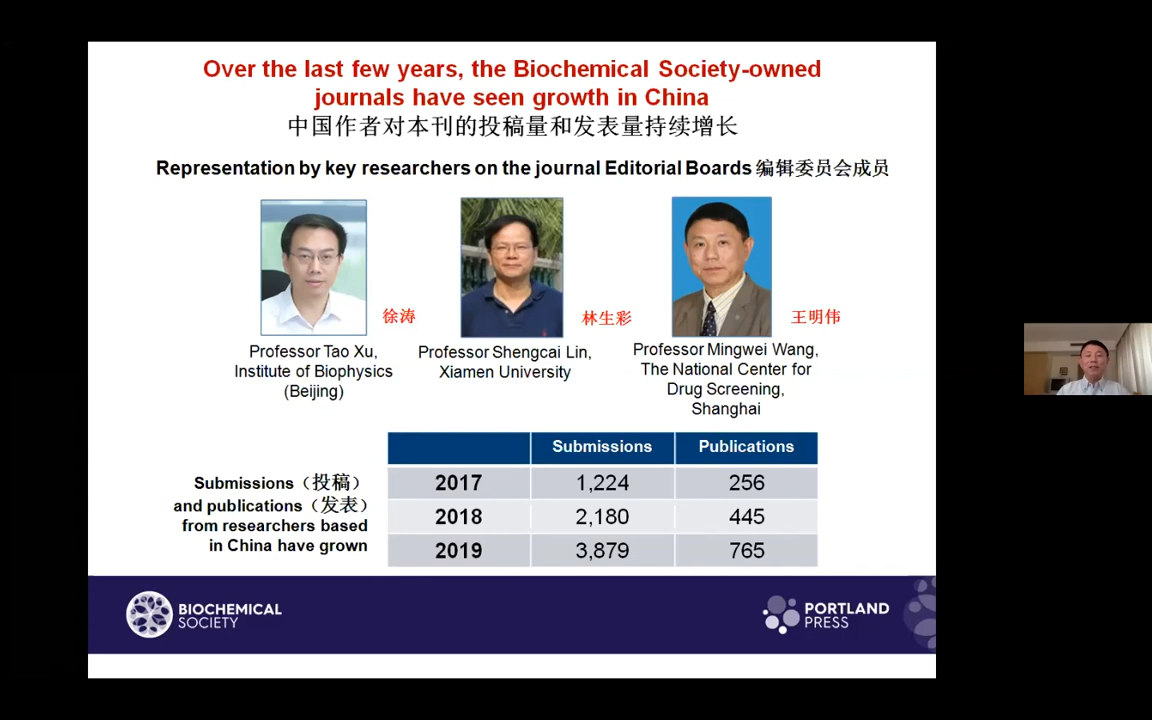 Over the last few years, the Biochemical Society-owned
journals have seen growth in China
中国作者对本刊的投稿量和发表量持续增长
Representation by key researchers on the journal Editorial Boards 编辑委员会成员
徐涛
林生彩
王明伟
Professor Tao Xu,
Institute of Biophysics
(Beijing)
Professor Shengcai Lin,
Xiamen University
Professor Mingwei Wang,
The National Center for
Drug Screening,
Shanghai
Submissions（投稿）
and publications（发表）
from researchers based
in China have grown
Submissions Publications
2017 1,224 256
2018 2,180 445
2019 3,879 765
BIOCHEMICAL
SOCIETY
PORTLAND
PRESS